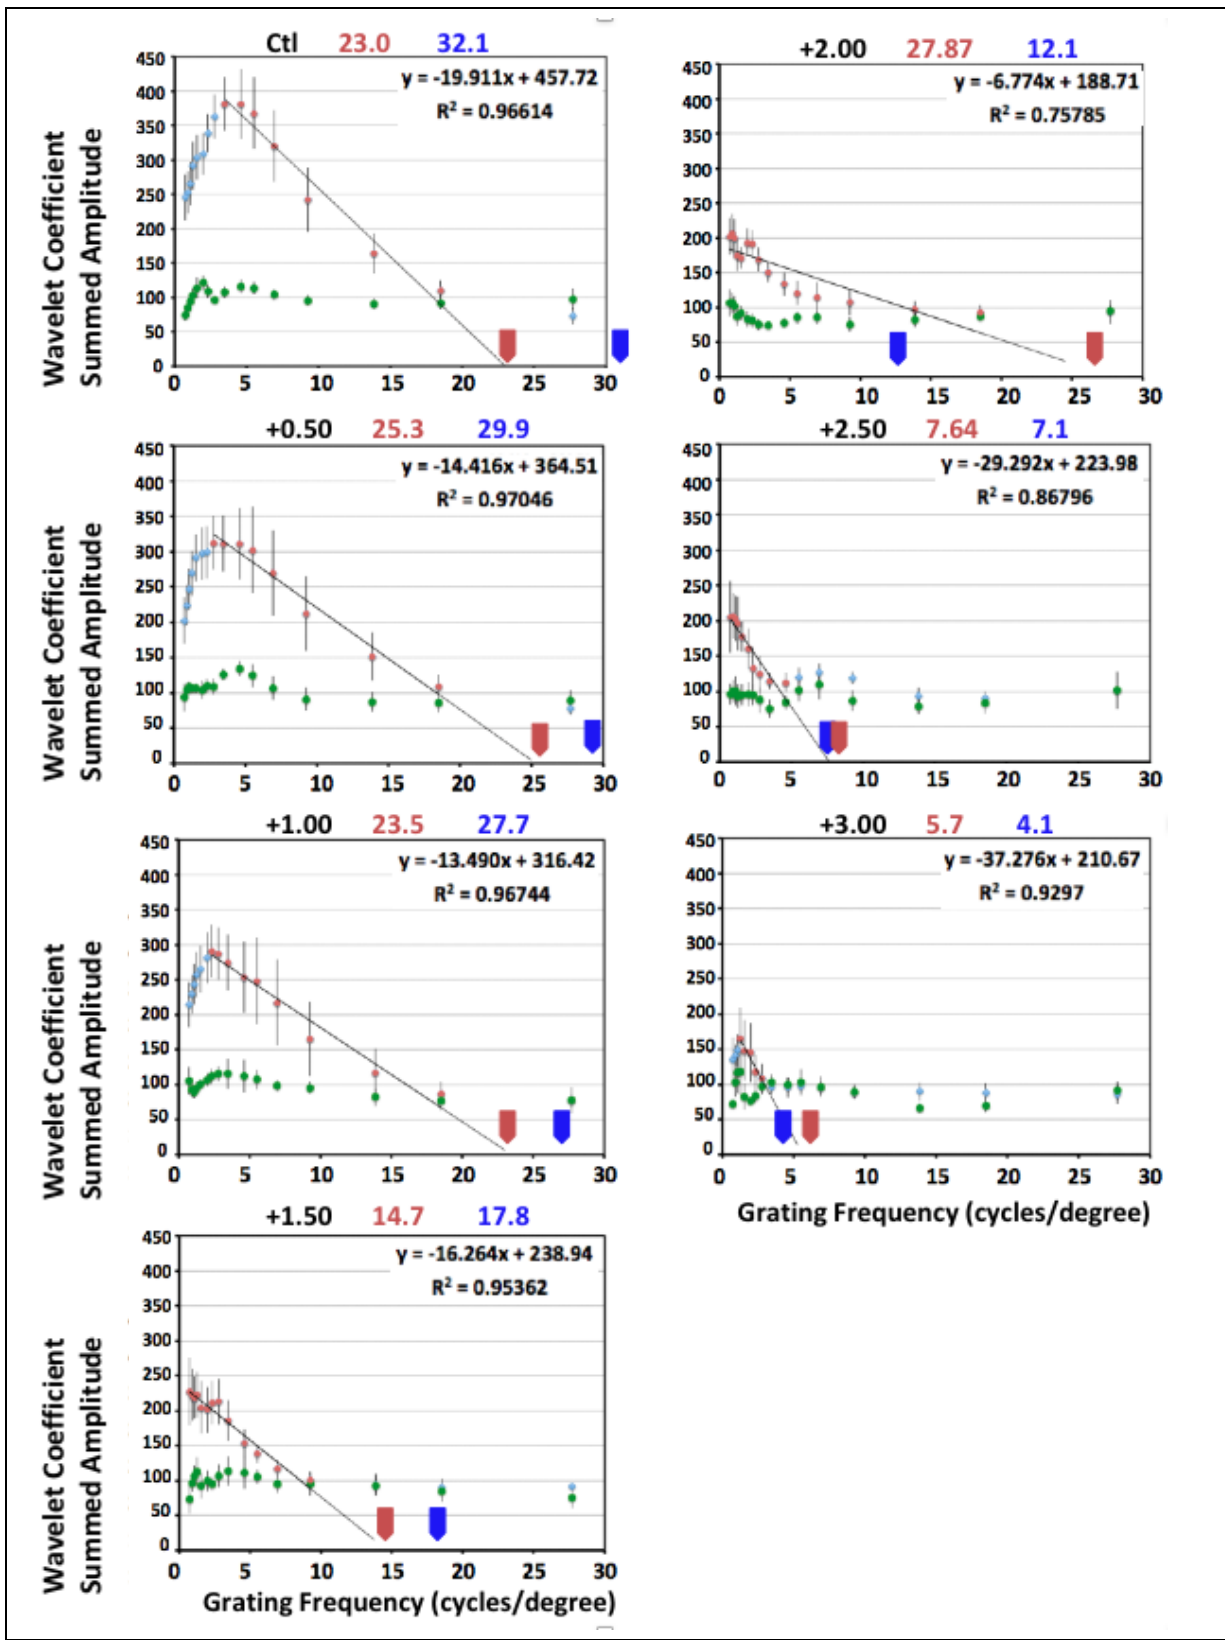 Ctl 23.0 32.1
y = -19.911x + 457.72
R² = 0.96614
Wavelet Coefficient
Summed Amplitude
450
400
350
300
250
200
150
100
50
0
0 5 10 15 20 25 30
+0.50 25.3 29.9
y = -14.416x + 364.51
R² = 0.97046
Wavelet Coefficient
Summed Amplitude
450
400
350
300
250
200
150
100
50
0
0 5 10 15 20 25 30
+1.00 23.5 27.7
y = -13.490x + 316.42
R² = 0.96744
Wavelet Coefficient
Summed Amplitude
450
400
350
300
250
200
150
100
50
0
0 5 10 15 20 25 30
+1.50 14.7 17.8
y = -16.264x + 238.94
R² = 0.95362
Wavelet Coefficient
Summed Amplitude
450
400
350
300
250
200
150
100
50
0
0 5 10 15 20 25 30
Grating Frequency (cycles/degree)
+2.00 27.87 12.1
y = -6.774x + 188.71
R² = 0.75785
450
400
350
300
250
200
150
100
50
0
0 5 10 15 20 25 30
+2.50 7.64 7.1
y = -29.292x + 223.98
R² = 0.86796
450
400
350
300
250
200
150
100
50
0
0 5 10 15 20 25 30
+3.00 5.7 4.1
y = -37.276x + 210.67
R² = 0.9297
450
400
350
300
250
200
150
100
50
0
0 5 10 15 20 25 30
Grating Frequency (cycles/degree)